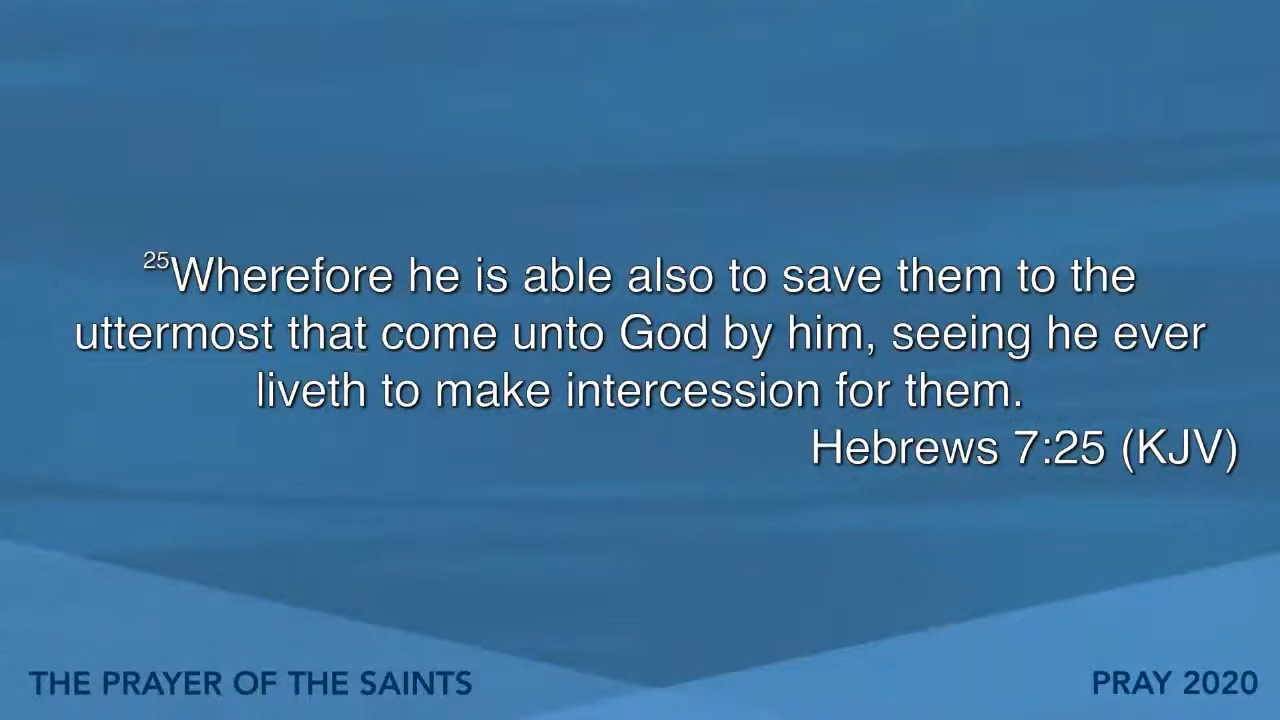 25Wherefore he is able also to save them to the
uttermost that come unto God by him, seeing he ever
liveth to make intercession for them.
Hebrews 7:25 (KJV)
THE PRAYER OF THE SAINTS
PRAY 2020